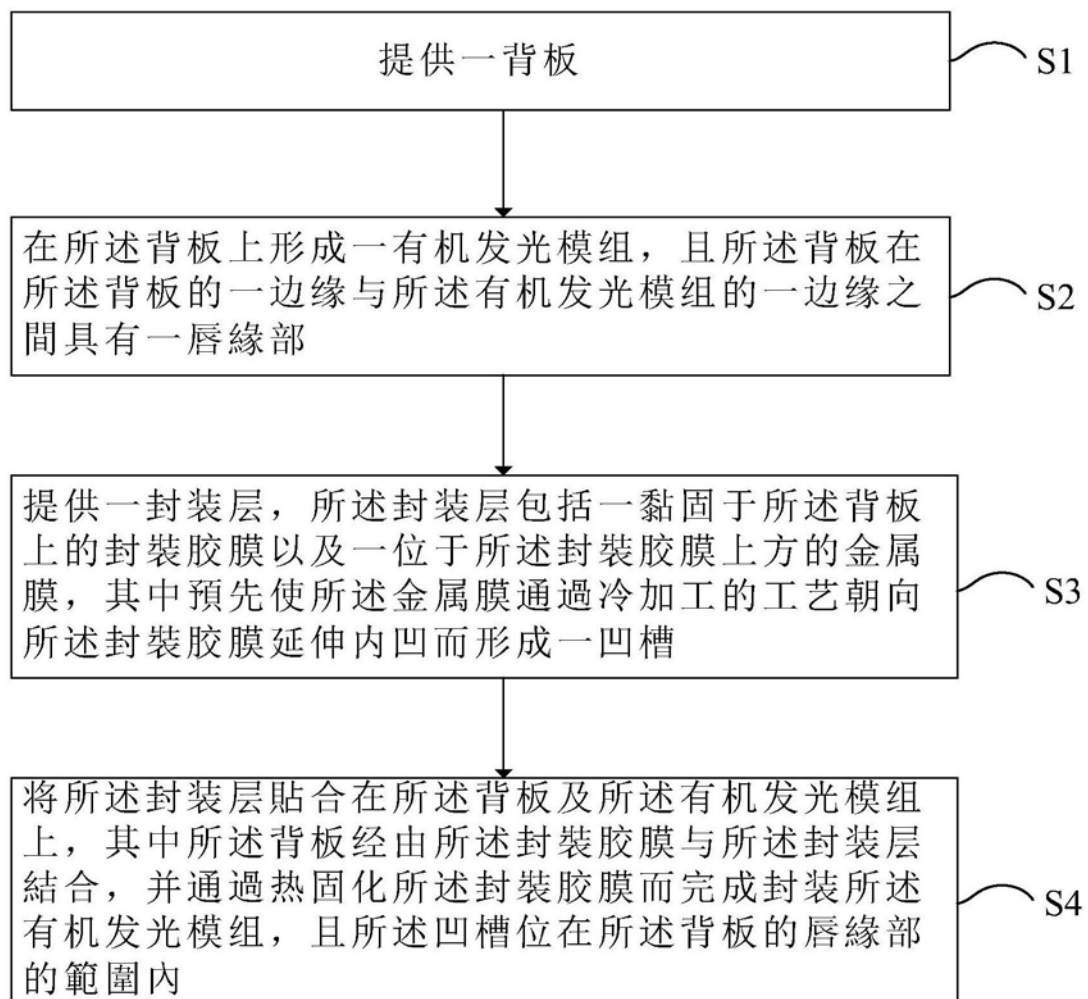 提供一背板
S1
在所述背板上形成一有机发光模组，且所述背板在
所述背板的一边缘与所述有机发光模组的一边缘之
間具有一唇緣部
S2
提供一封装层，所述封装层包括一黏固于所述背板
上的封裝胶膜以及一位于所述封裝胶膜上方的金属
膜，其中預先使所述金属膜通過冷加工的工艺朝向
所述封裝胶膜延伸内凹而形成一凹槽
S3
将所述封装层貼合在所述背板及所述有机发光模组
上，其中所述背板经由所述封裝胶膜与所述封装层
結合，并通過热固化所述封裝胶膜而完成封装所述
有机发光模组，且所述凹槽位在所述背板的唇緣部
的範圍內
S4